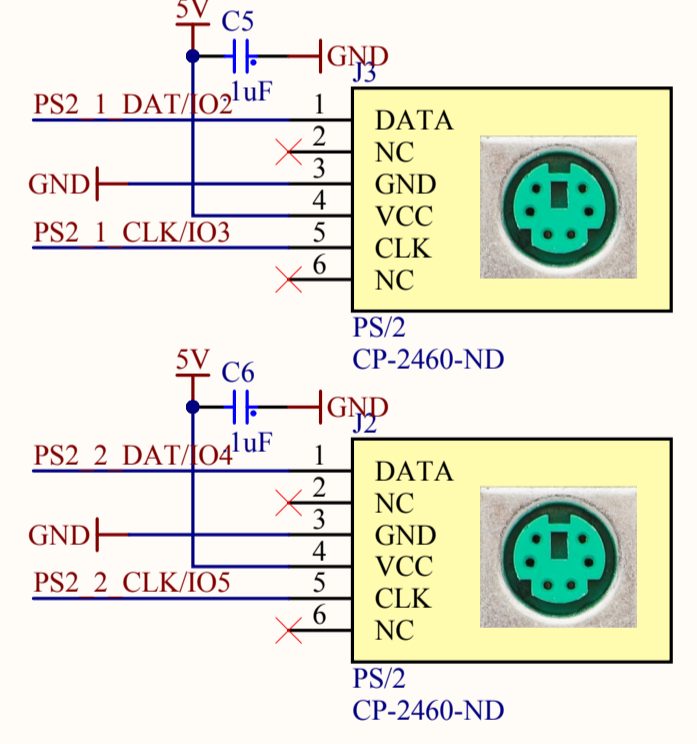 5V
C5
GND
J3
1uF
PS2_1_DAT/IO2
1
DATA
2
NC
GND
3
GND
4
VCC
PS2_1_CLK/IO3
5
CLK
6
NC
PS/2
CP-2460-ND
5V
C6
GND
J2
1uF
PS2_2_DAT/IO4
1
DATA
2
NC
GND
3
GND
4
VCC
PS2_2_CLK/IO5
5
CLK
6
NC
PS/2
CP-2460-ND